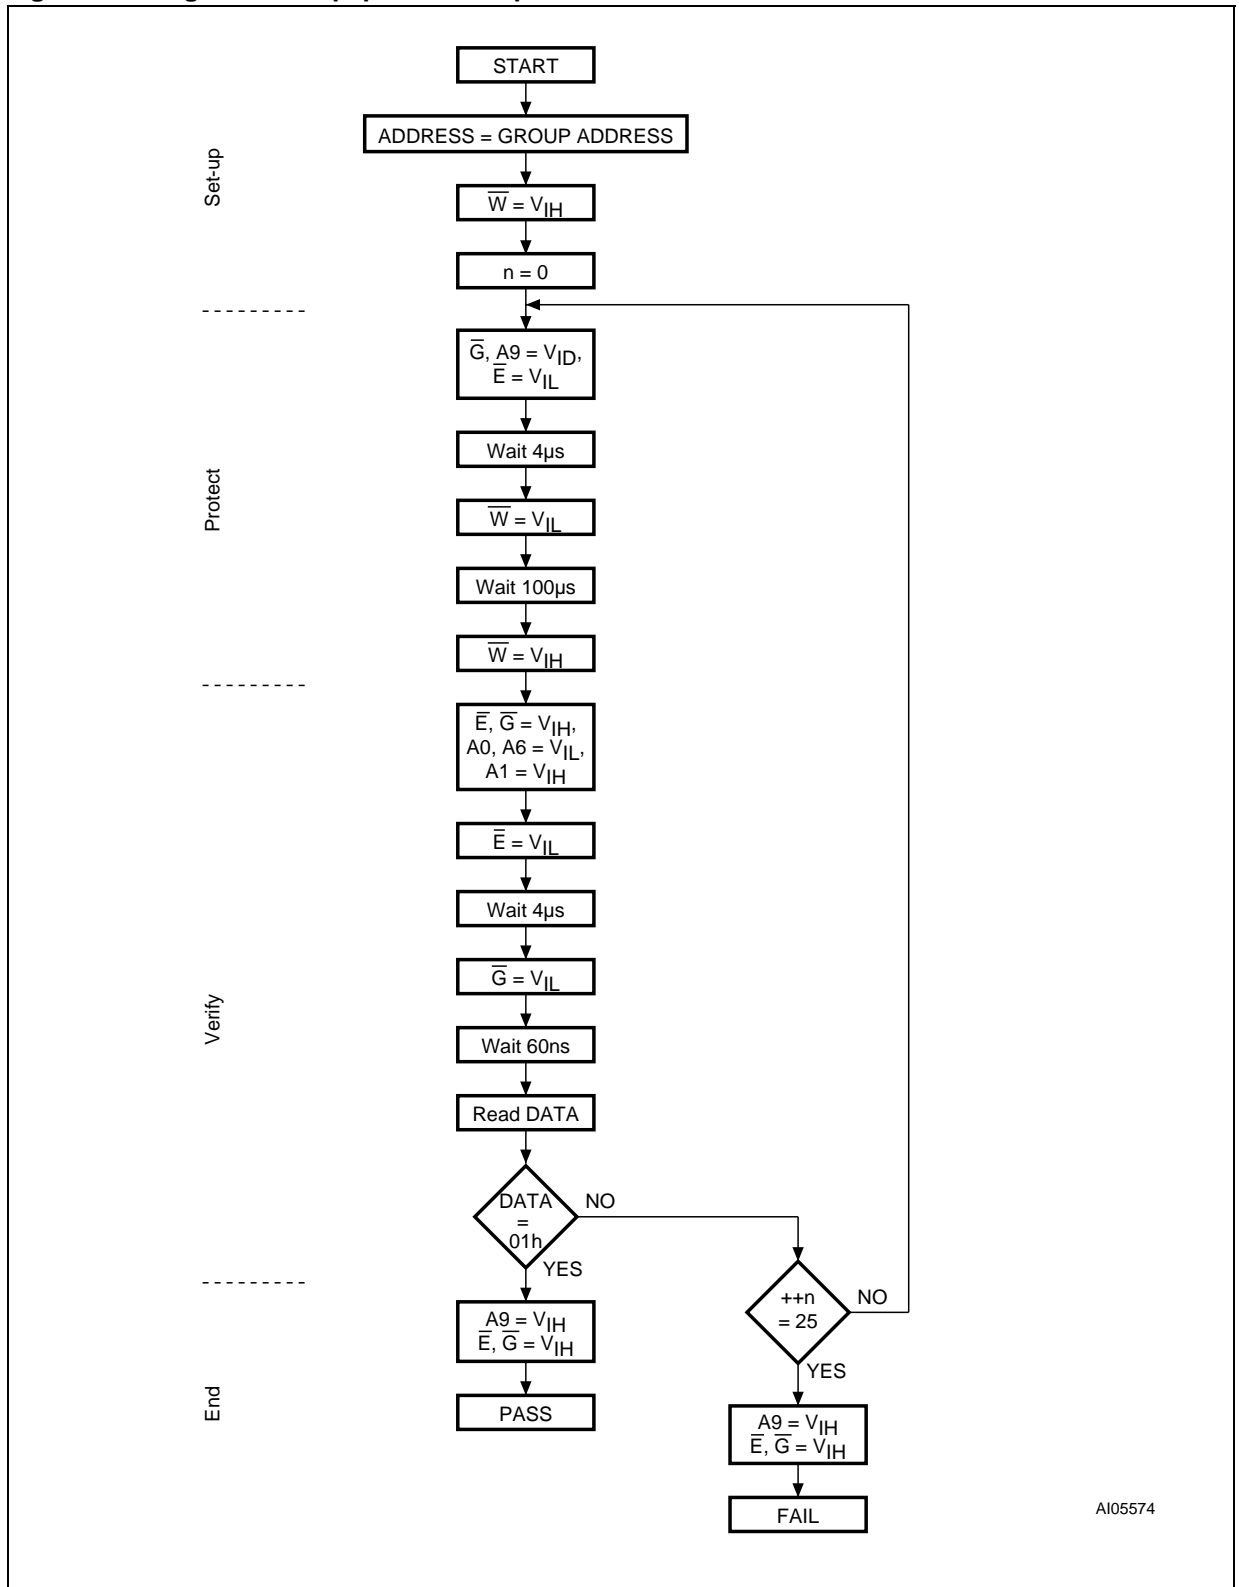 START
ADDRESS = GROUP ADDRESS
Set-up
W̅ = VIH
n = 0
G̅, A9 = VID,
E̅ = VIL
Wait 4µs
Protect
W̅ = VIL
Wait 100µs
W̅ = VIH
E̅, G̅ = VIH,
A0, A6 = VIL,
A1 = VIH
E̅ = VIL
Wait 4µs
G̅ = VIL
Verify
Wait 60ns
Read DATA
DATA
=
01h
NO
YES
++n
= 25
NO
YES
A9 = VIH
E̅, G̅ = VIH
End
PASS
A9 = VIH
E̅, G̅ = VIH
FAIL
AI05574